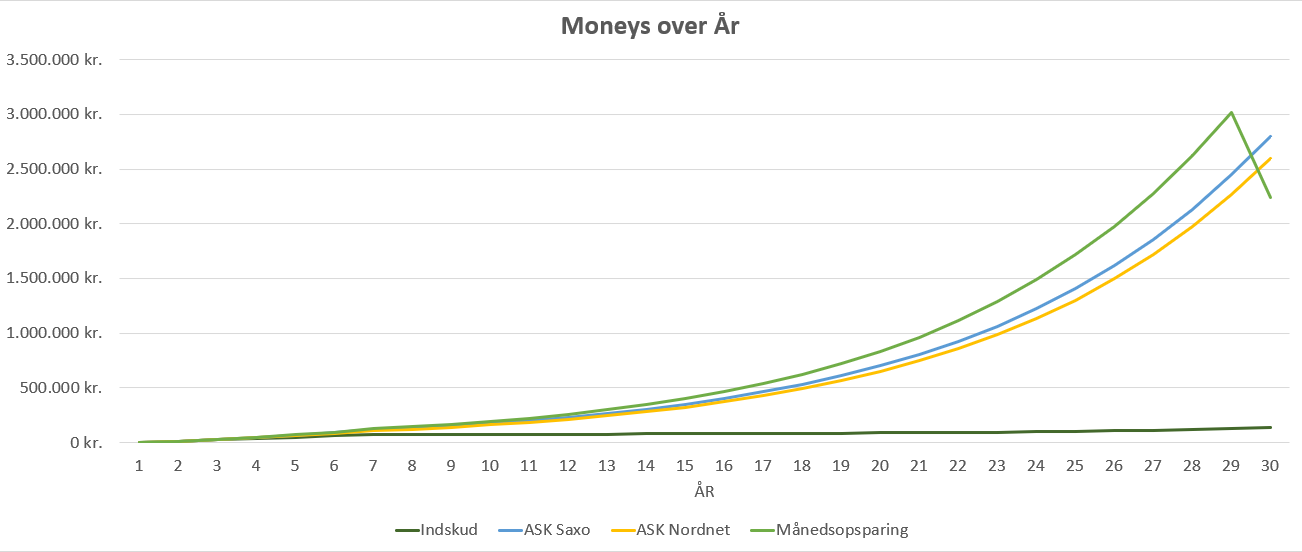 Moneys over År
3.500.000 kr.
3.000.000 kr.
2.500.000 kr.
2.000.000 kr.
1.500.000 kr.
1.000.000 kr.
500.000 kr.
0 kr.
1 2 3 4 5 6 7 8 9 10 11 12 13 14 15 16 17 18 19 20 21 22 23 24 25 26 27 28 29 30
ÅR
Indskud ASK Saxo ASK Nordnet Månedsopsparing